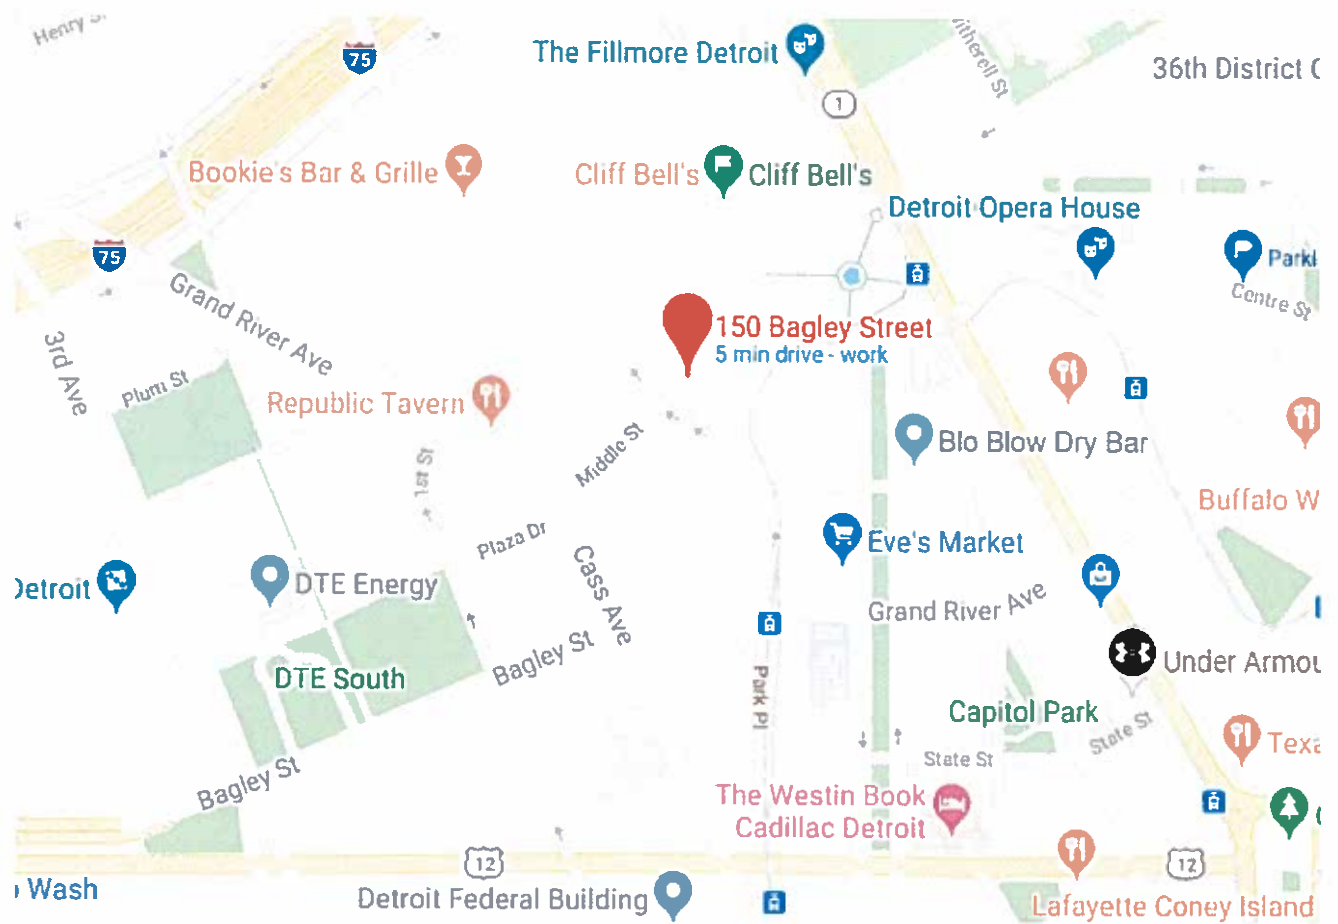 Henry S
75
The Fillmore Detroit
36th District C
1
Bookie's Bar & Grille
Cliff Bell's
Cliff Bell's
Detroit Opera House
75
Parkl
Centre St
Grand River Ave
150 Bagley Street
5 min drive - work
3rd Ave
Plum St
Republic Tavern
Middle St
Blo Blow Dry Bar
1st St
Buffalo W
Plaza Dr
Eve's Market
Cass Ave
Detroit
DTE Energy
Grand River Ave
Bagley St
Under Armou
DTE South
Park Pl
Capitol Park
State St
Texa
State St
Bagley St
The Westin Book
Cadillac Detroit
12
12
Wash
Detroit Federal Building
Lafayette Coney Island